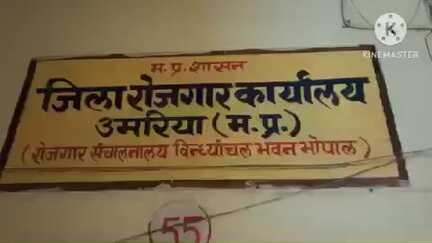 KINEMASTER
म.प्र.शासन
जिला रोजगार कार्यालय
उमरिया (म.प्र.)
(रोजगार संचालनालय विन्ध्यांचल भवन भोपाल)
55